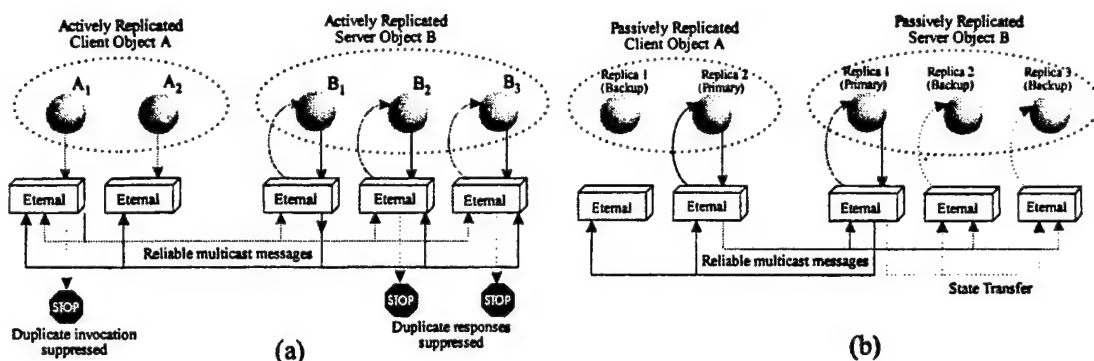 Actively Replicated
Client Object A
A1
A2
Eternal
Eternal
Actively Replicated
Server Object B
B1
B2
B3
Eternal
Eternal
Eternal
Reliable multicast messages
STOP
Duplicate invocation
suppressed
STOP
STOP
Duplicate responses
suppressed
(a)
Passively Replicated
Client Object A
Replica 1
(Backup)
Replica 2
(Primary)
Eternal
Eternal
Passively Replicated
Server Object B
Replica 1
(Primary)
Replica 2
(Backup)
Replica 3
(Backup)
Eternal
Eternal
Eternal
Reliable multicast messages
State Transfer
(b)